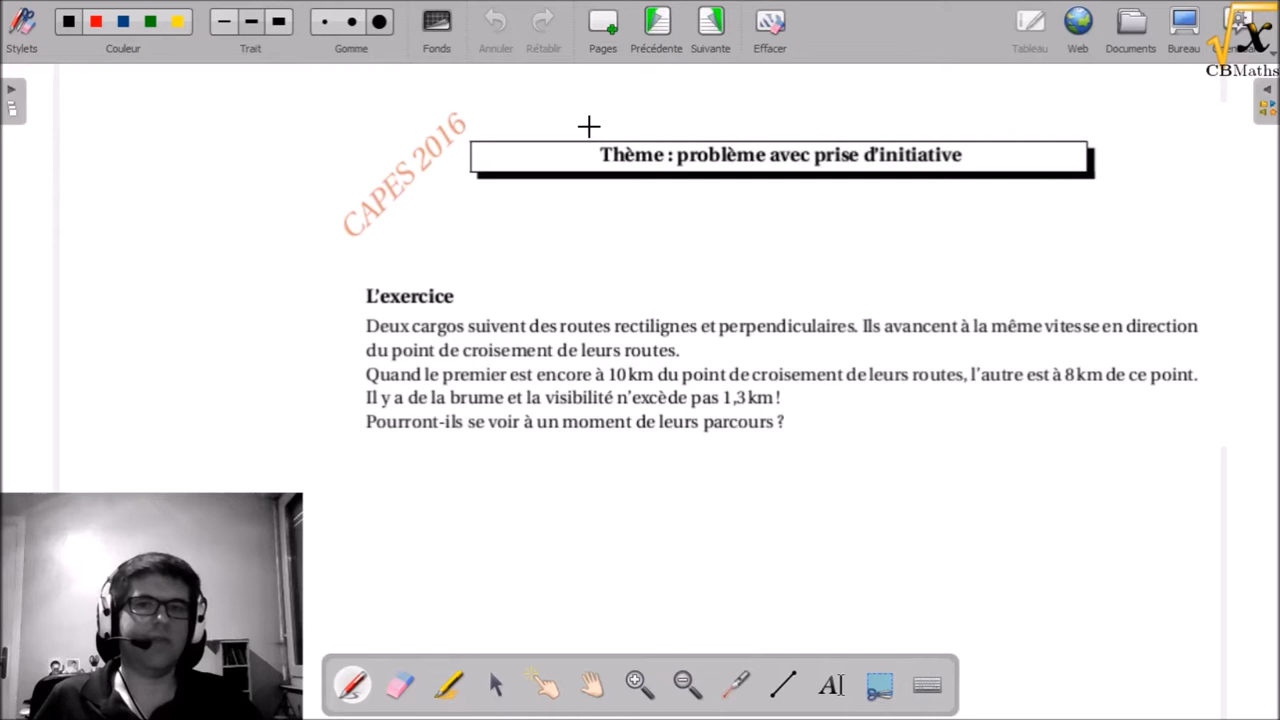 Stylets
Couleur
Trait
Gomme
Fonds
Annuler
Rétablir
Pages
Précédente
Suivante
Effacer
Tableau
Web
Documents
Bureau
√x
CBMaths
CAPES 2016
Thème : problème avec prise d'initiative
L'exercice
Deux cargos suivent des routes rectilignes et perpendiculaires. Ils avancent à la même vitesse en direction
du point de croisement de leurs routes.
Quand le premier est encore à 10 km du point de croisement de leurs routes, l'autre est à 8 km de ce point.
Il y a de la brume et la visibilité n'excède pas 1,3 km !
Pourront-ils se voir à un moment de leurs parcours ?
AI